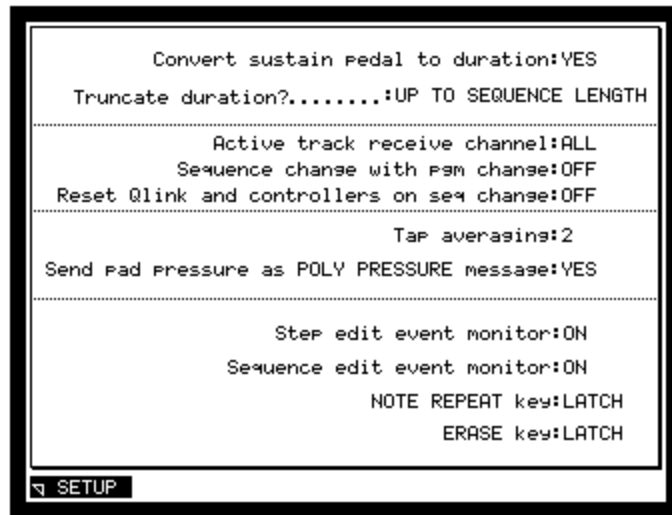 Convert sustain pedal to duration:YES
Truncate duration?........:UP TO SEQUENCE LENGTH
Active track receive channel:ALL
Sequence change with pgm change:OFF
Reset Qlink and controllers on seq change:OFF
Tap averaging:2
Send pad pressure as POLY PRESSURE message:YES
Step edit event monitor:ON
Sequence edit event monitor:ON
NOTE REPEAT key:LATCH
ERASE key:LATCH
SETUP